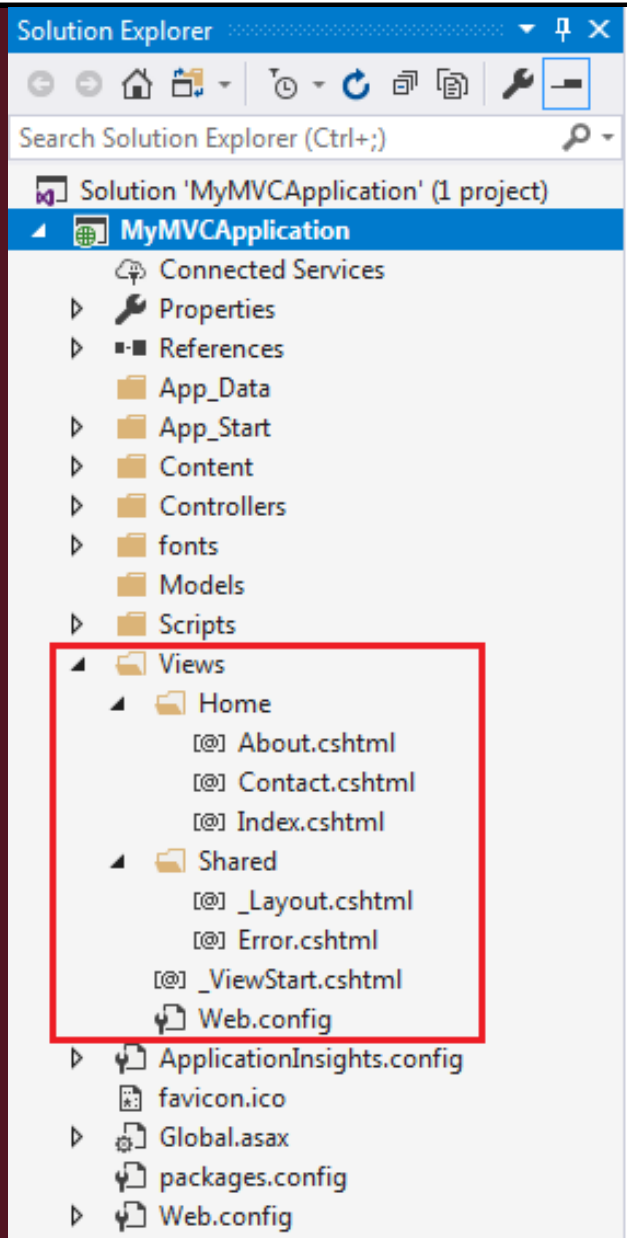 Solution Explorer
Search Solution Explorer (Ctrl+;)
Solution 'MyMVCApplication' (1 project)
MyMVCApplication
Connected Services
Properties
References
App_Data
App_Start
Content
Controllers
fonts
Models
Scripts
Views
Home
[@] About.cshtml
[@] Contact.cshtml
[@] Index.cshtml
Shared
[@] _Layout.cshtml
[@] Error.cshtml
[@] _ViewStart.cshtml
Web.config
ApplicationInsights.config
favicon.ico
Global.asax
packages.config
Web.config